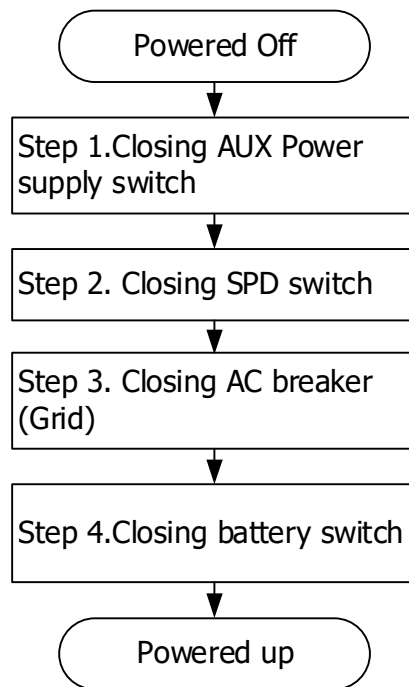 Powered Off
Step 1.Closing AUX Power
supply switch
Step 2. Closing SPD switch
Step 3. Closing AC breaker
(Grid)
Step 4.Closing battery switch
Powered up